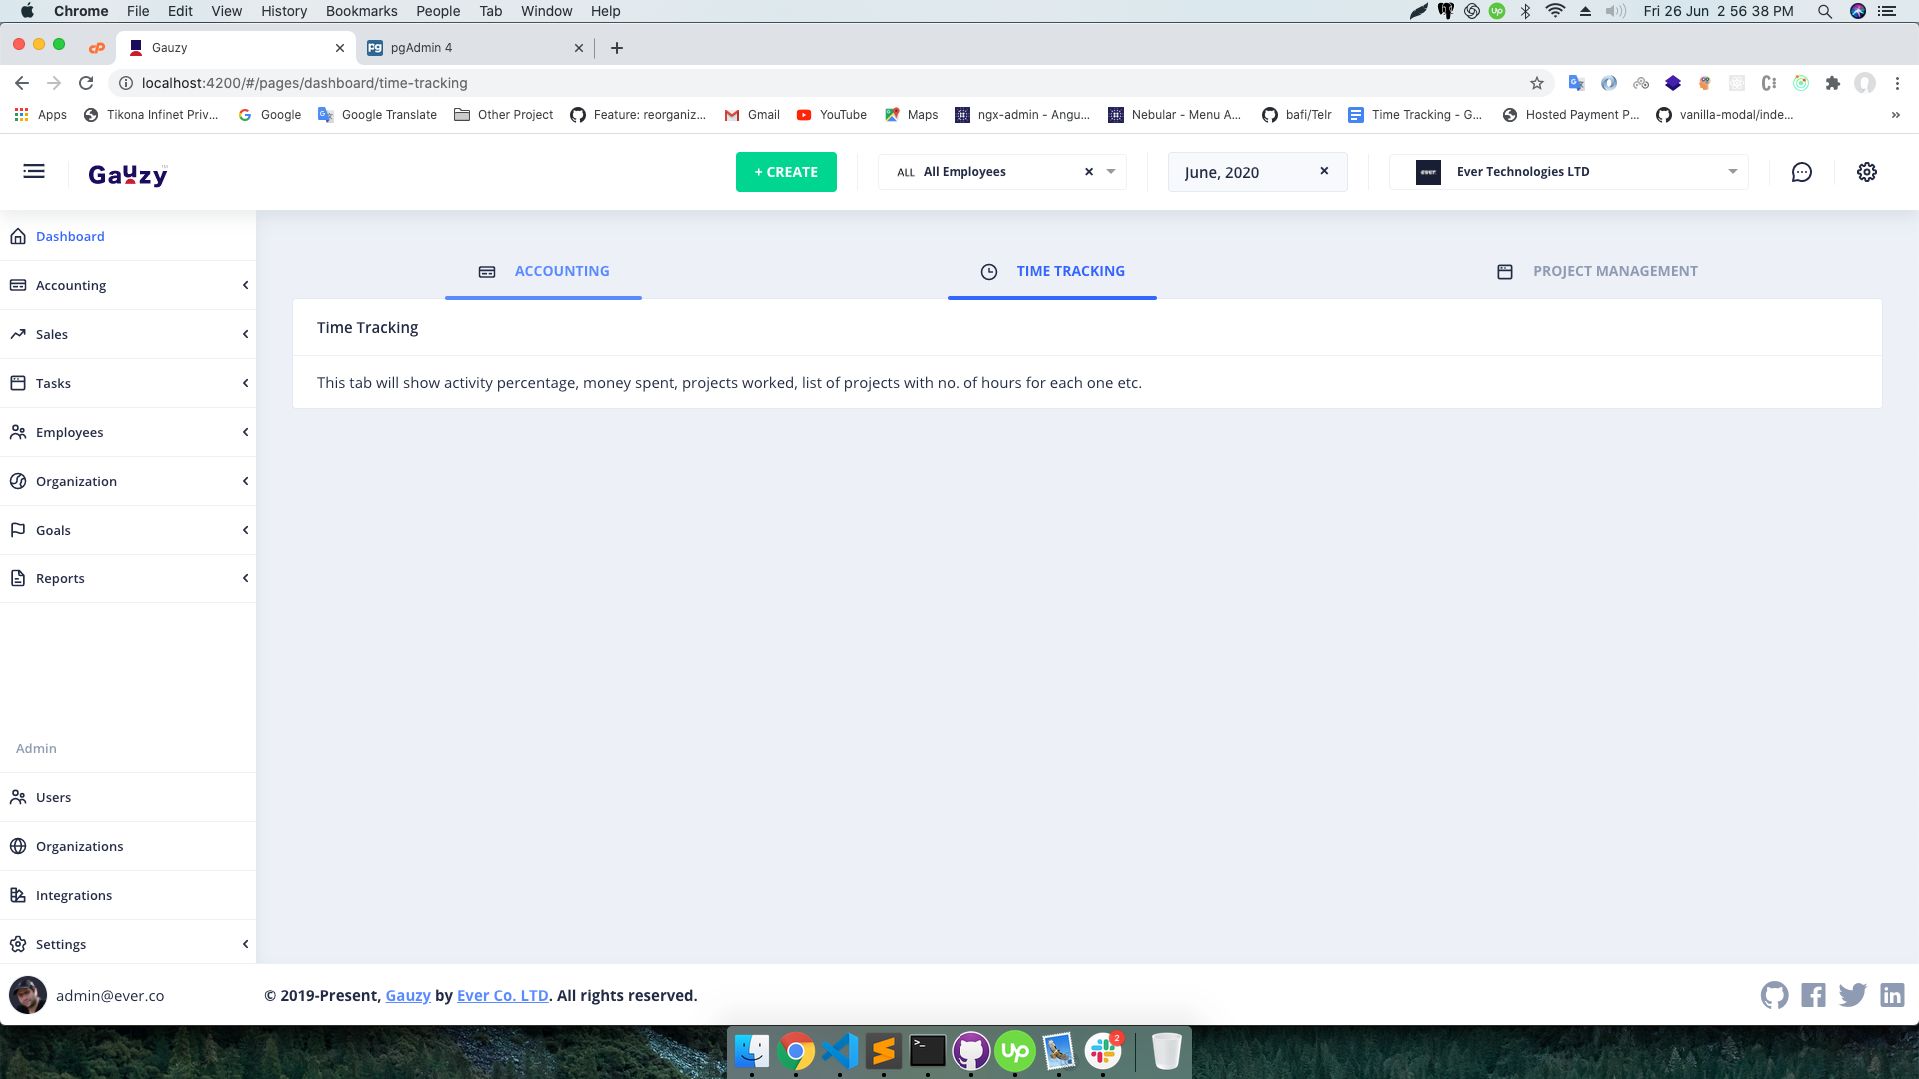 Chrome File Edit View History Bookmarks People Tab Window Help Fri 26 Jun 2 56 38 PM
Gauzy pgAdmin 4
localhost:4200/#/pages/dashboard/time-tracking
Apps Tikona Infinet Priv... Google Google Translate Other Project Feature: reorganiz... Gmail YouTube Maps ngx-admin - Angu... Nebular - Menu A... bafi/Telr Time Tracking - G... Hosted Payment P... vanilla-modal/inde... »
Gauzy + CREATE ALL All Employees June, 2020 Ever Technologies LTD
Dashboard
Accounting
Sales
Tasks
Employees
Organization
Goals
Reports
Admin
Users
Organizations
Integrations
Settings
admin@ever.co
ACCOUNTING TIME TRACKING PROJECT MANAGEMENT
Time Tracking
This tab will show activity percentage, money spent, projects worked, list of projects with no. of hours for each one etc.
© 2019-Present, Gauzy by Ever Co. LTD. All rights reserved.
Up 2